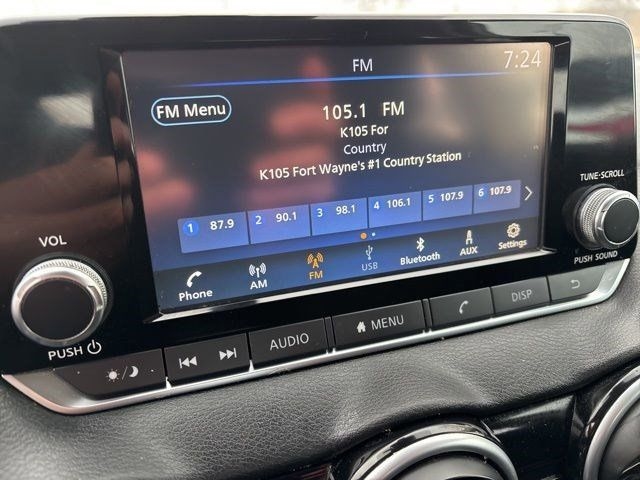 FM
7:24
FM Menu
105.1 FM
K105 For
Country
K105 Fort Wayne's #1 Country Station
1 87.9
2 90.1
3 98.1
4 106.1
5 107.9
6 107.9
Phone
AM
FM
USB
Bluetooth
AUX
Settings
VOL
PUSH
TUNE·SCROLL
PUSH SOUND
AUDIO
MENU
DISP